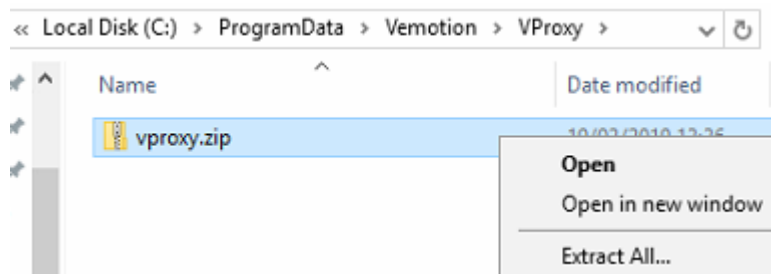 « Local Disk (C:) > ProgramData > Vemotion > VProxy >
Name Date modified
vproxy.zip
Open
Open in new window
Extract All...